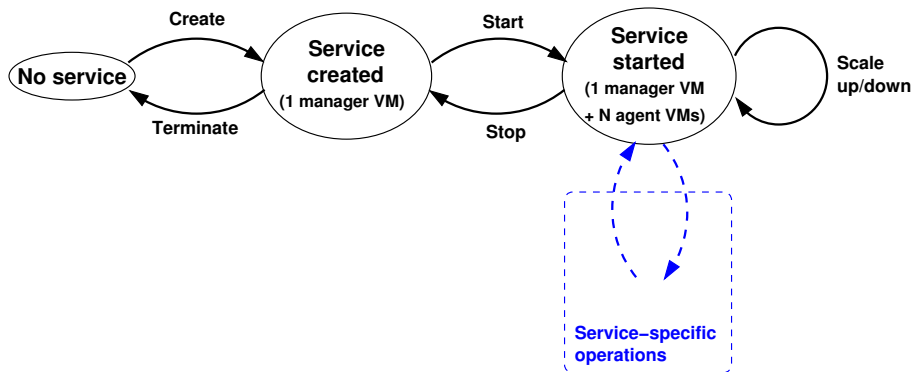 Create
No service
Terminate
Service
created
(1 manager VM)
Start
Stop
Service
started
(1 manager VM
+ N agent VMs)
Scale
up/down
Service−specific
operations